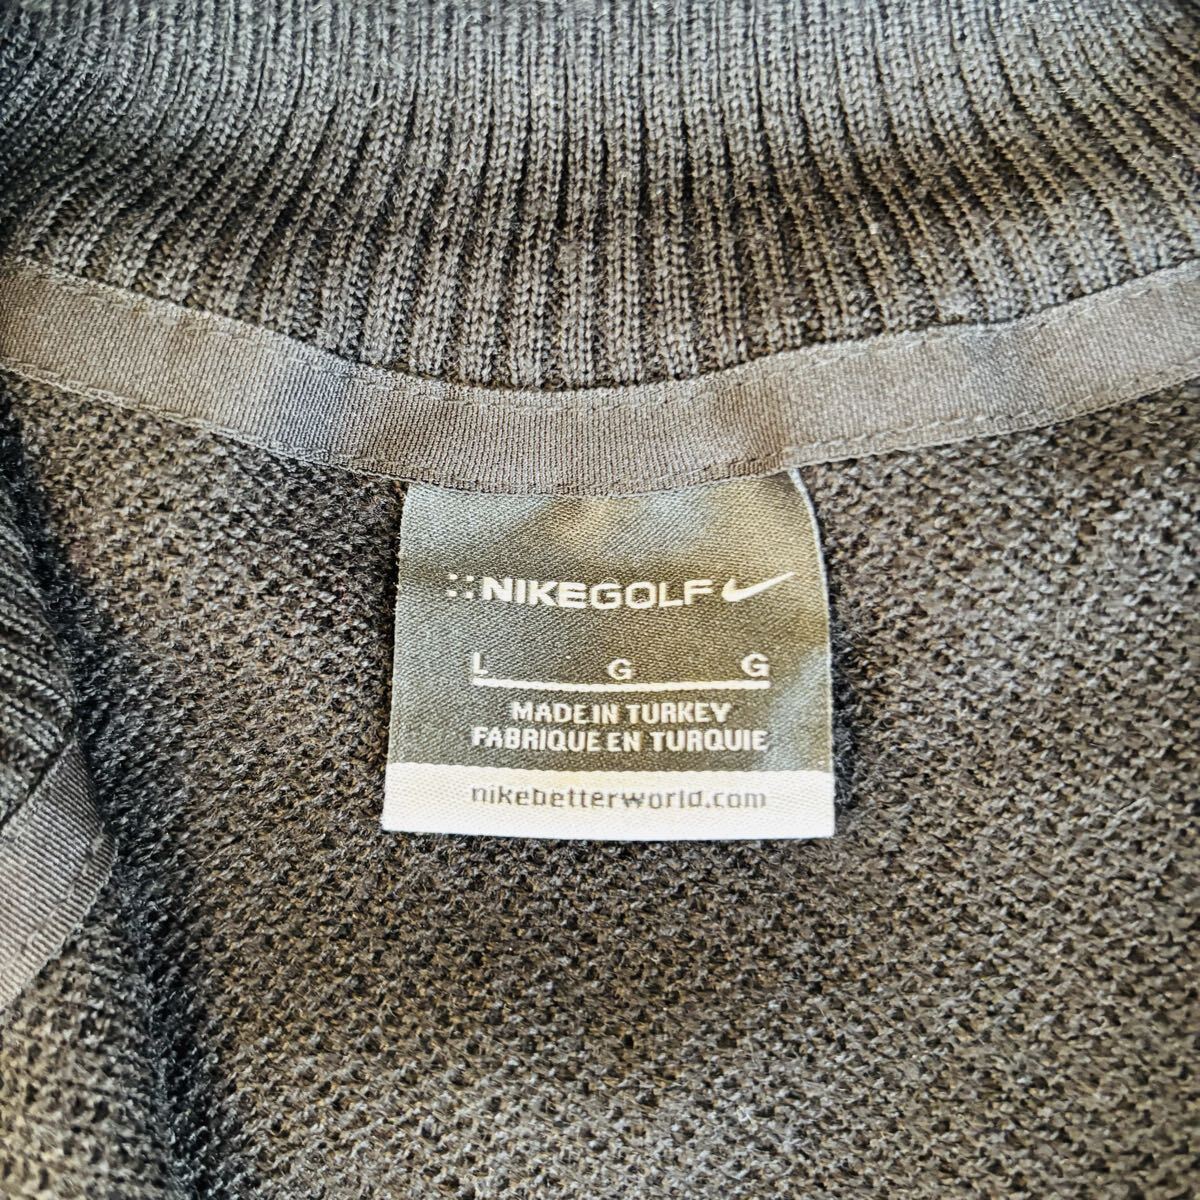 ::NIKEGOLF
L G G
MADE IN TURKEY
FABRIQUE EN TURQUIE
nikebetterworld.com